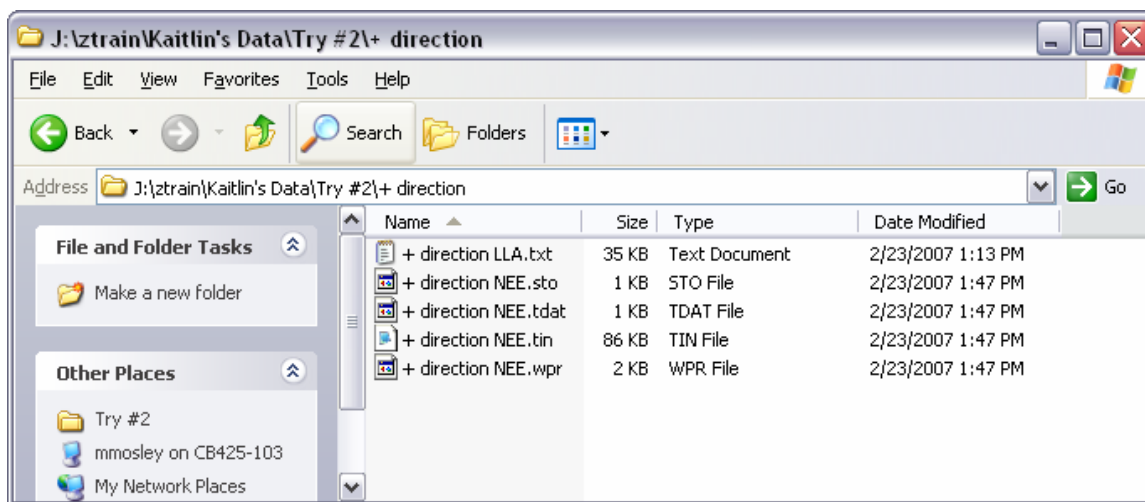 J:\ztrain\Kaitlin's Data\Try #2\+ direction
File Edit View Favorites Tools Help
Back Search Folders
Address J:\ztrain\Kaitlin's Data\Try #2\+ direction Go
Name Size Type Date Modified
File and Folder Tasks
Make a new folder
Other Places
Try #2
mmosley on CB425-103
My Network Places
+ direction LLA.txt 35 KB Text Document 2/23/2007 1:13 PM
+ direction NEE.sto 1 KB STO File 2/23/2007 1:47 PM
+ direction NEE.tdat 1 KB TDAT File 2/23/2007 1:47 PM
+ direction NEE.tin 86 KB TIN File 2/23/2007 1:47 PM
+ direction NEE.wpr 2 KB WPR File 2/23/2007 1:47 PM